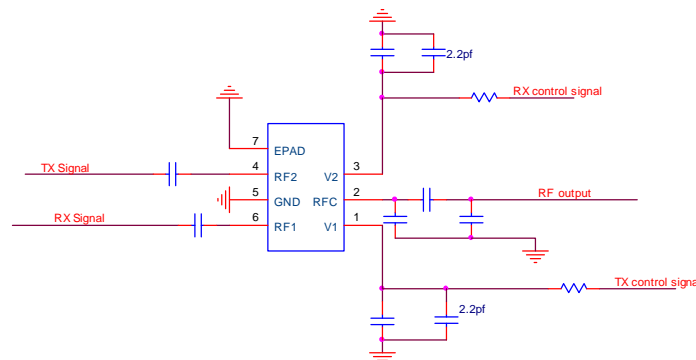 2.2pf
RX control signal
7
EPAD
TX Signal
4
RF2
V2
3
5
GND
RFC
2
RF output
RX Signal
6
RF1
V1
1
TX control signal
2.2pf